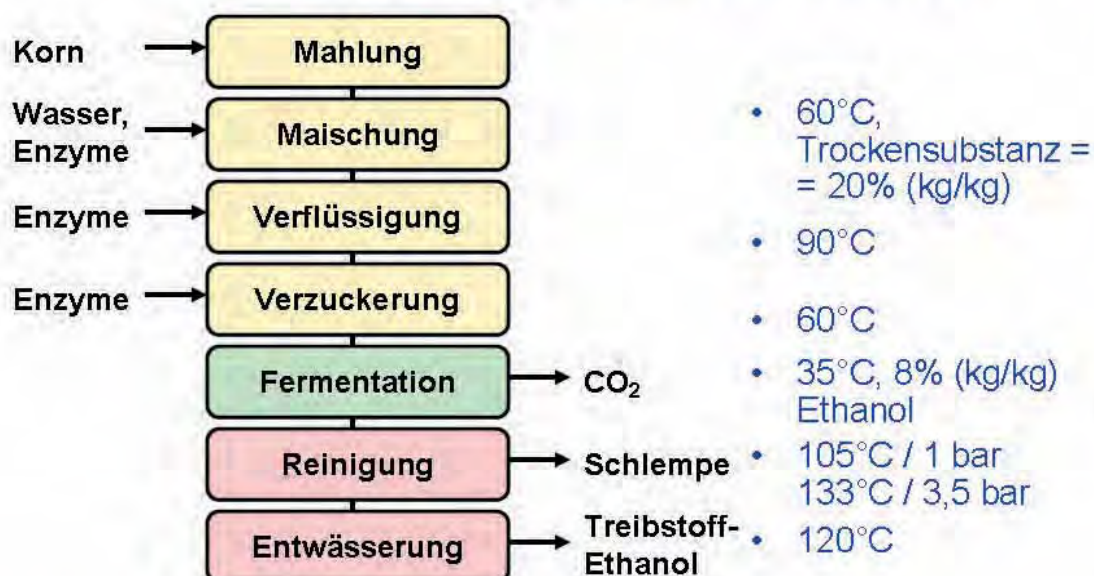 Korn
Mahlung
Wasser,
Enzyme
Maischung
• 60°C,
Trockensubstanz =
= 20% (kg/kg)
Enzyme
Verflüssigung
• 90°C
Enzyme
Verzuckerung
• 60°C
Fermentation
CO₂
• 35°C, 8% (kg/kg)
Ethanol
Reinigung
Schlempe
• 105°C / 1 bar
133°C / 3,5 bar
Entwässerung
Treibstoff-
Ethanol
• 120°C